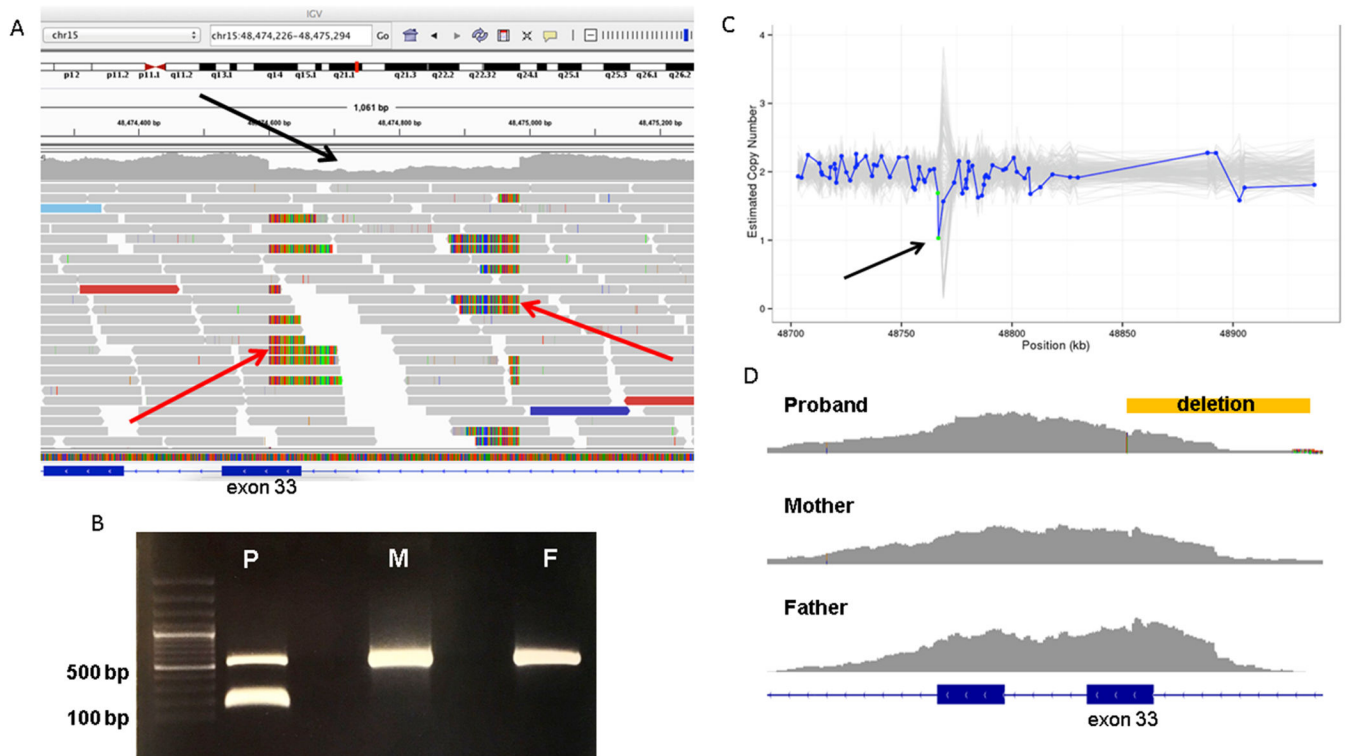 A
IGV
chr15
chr15:48,474,226-48,475,294
Go
p12 p11.2 p11.1 q11.2 q13.1 q14 q15.1 q21.1 q21.3 q22.2 q22.32 q24.1 q25.1 q25.3 q26.1 q26.2
1,061 bp
48,474,400 bp 48,474,600 bp 48,474,800 bp 48,475,000 bp 48,475,200 bp
exon 33
B
P M F
500 bp
100 bp
C
Estimated Copy Number
4
3
2
1
0
48700 48750 48800 48850 48900
Position (kb)
D
Proband
deletion
Mother
Father
exon 33